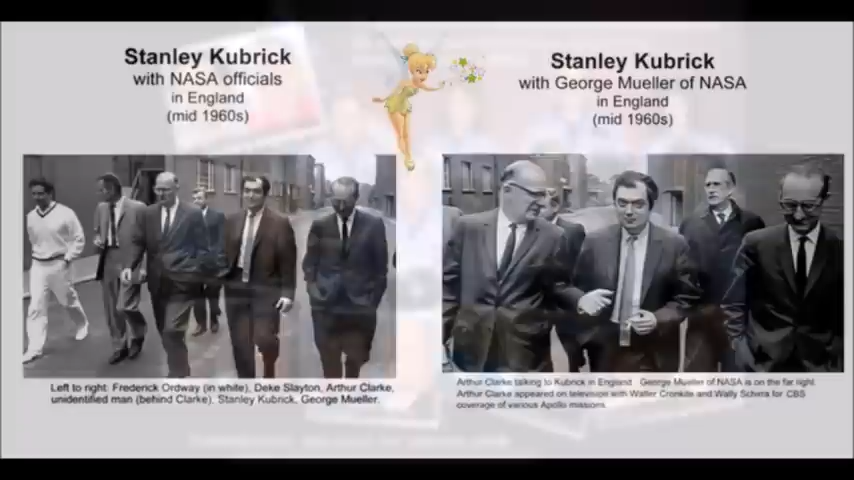 Stanley Kubrick
with NASA officials
in England
(mid 1960s)
Stanley Kubrick
with George Mueller of NASA
in England
(mid 1960s)
Left to right: Frederick Ordway (in white), Deke Slayton, Arthur Clarke,
unidentified man (behind Clarke), Stanley Kubrick, George Mueller.
Arthur Clarke talking to Kubrick in England. George Mueller of NASA is on the far right.
Arthur Clarke appeared on television with Walter Cronkite and Wally Schirra for CBS
coverage of various Apollo missions.